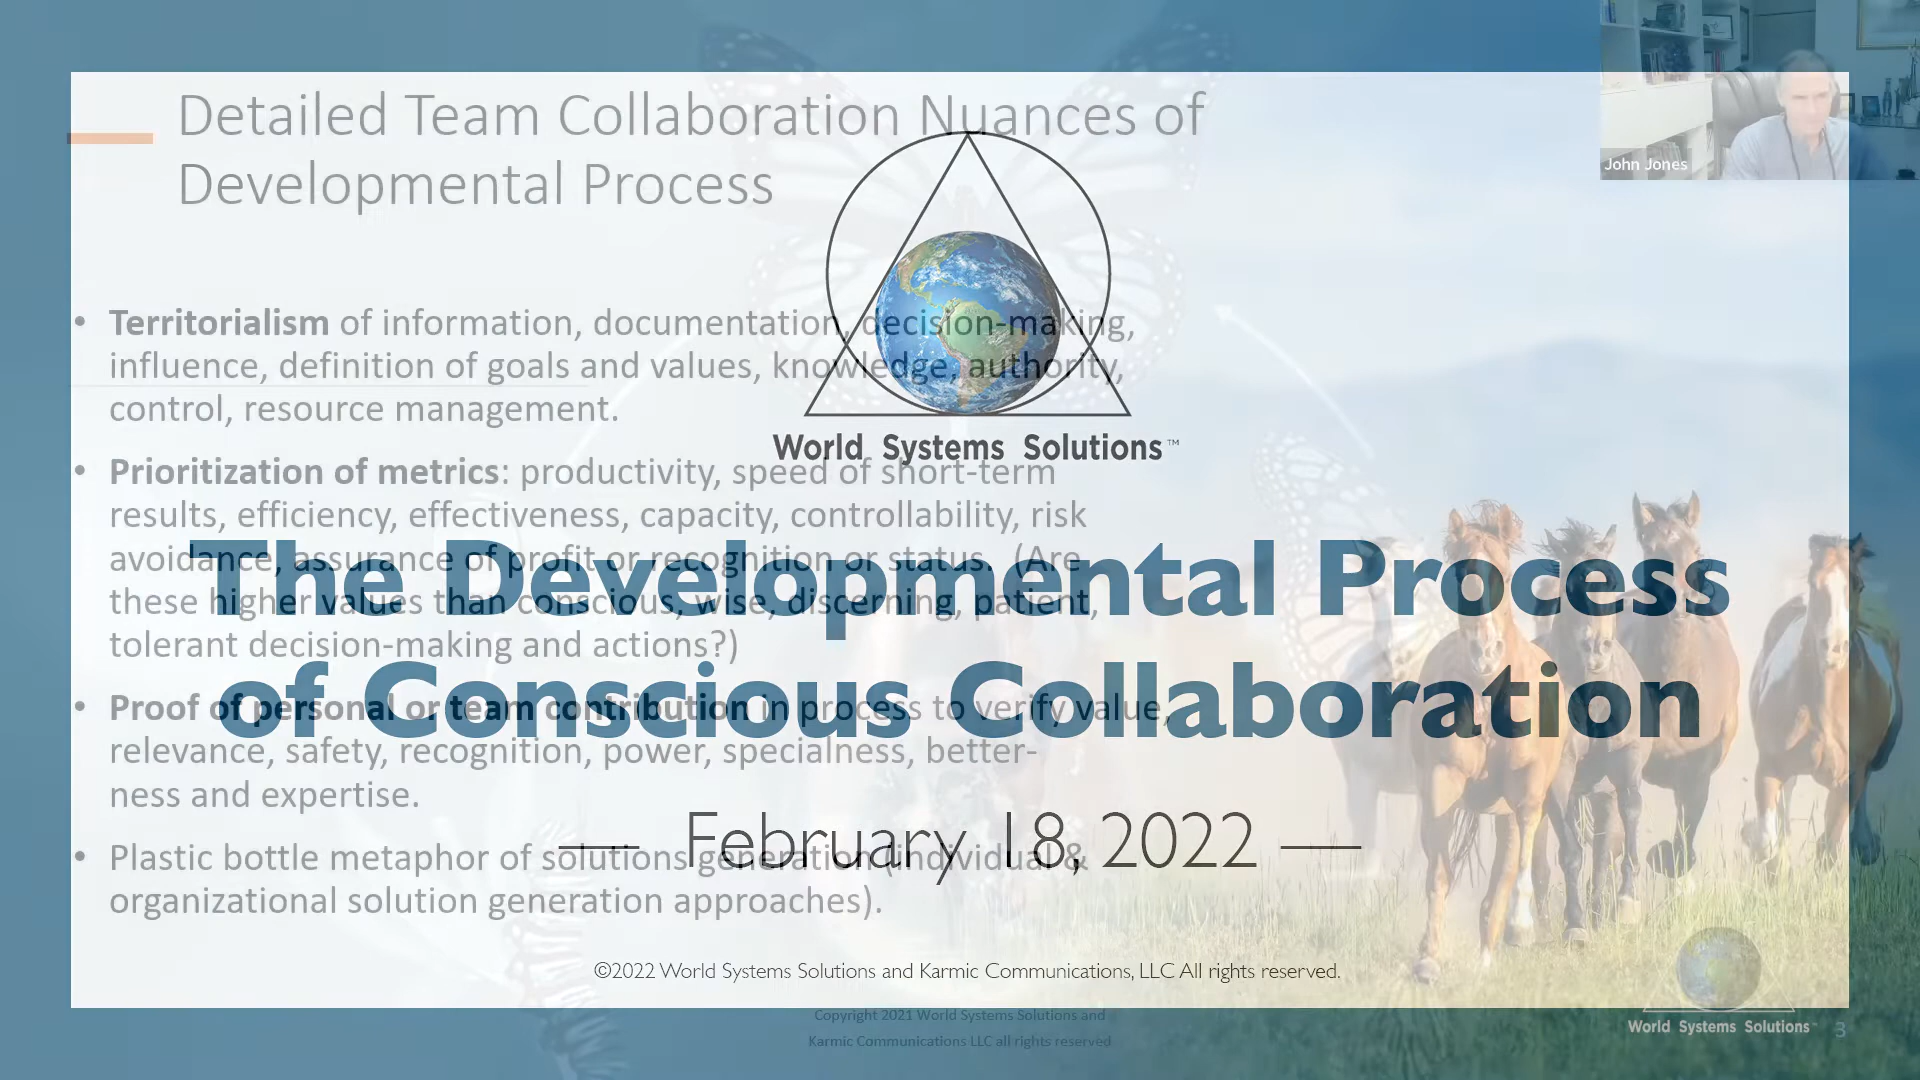 Detailed Team Collaboration Nuances of
Developmental Process
John Jones
• Territorialism of information, documentation, decision-making,
influence, definition of goals and values, knowledge, authority,
control, resource management.
World Systems Solutions™
• Prioritization of metrics: productivity, speed of short-term
results, efficiency, effectiveness, capacity, controllability, risk
avoidance, assurance of profit or recognition or status. (Are
these higher values than conscious, wise, discerning, patient,
tolerant decision-making and actions?)
The Developmental Process
of Conscious Collaboration
• Proof of personal or team contribution in process to verify value,
relevance, safety, recognition, power, specialness, better-
ness and expertise.
— February 18, 2022 —
• Plastic bottle metaphor of solutions generation (individual &
organizational solution generation approaches).
©2022 World Systems Solutions and Karmic Communications, LLC All rights reserved.
Copyright 2021 World Systems Solutions and
Karmic Communications LLC all rights reserved
World Systems Solutions
3